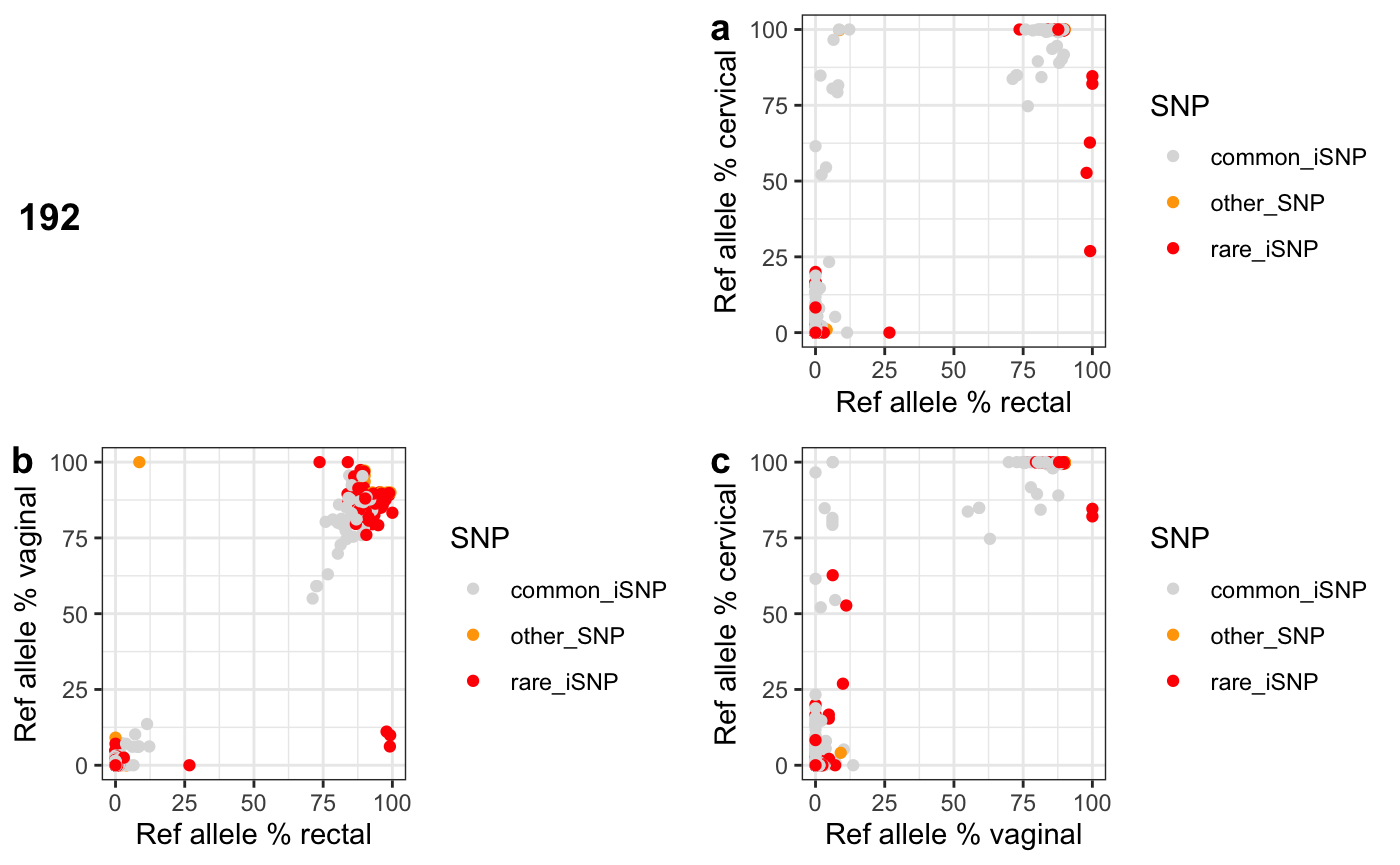 192
a
Ref allele % cervical
100
75
50
25
0
0 25 50 75 100
Ref allele % rectal
SNP
common_iSNP
other_SNP
rare_iSNP
b
Ref allele % vaginal
100
75
50
25
0
0 25 50 75 100
Ref allele % rectal
SNP
common_iSNP
other_SNP
rare_iSNP
c
Ref allele % cervical
100
75
50
25
0
0 25 50 75 100
Ref allele % vaginal
SNP
common_iSNP
other_SNP
rare_iSNP